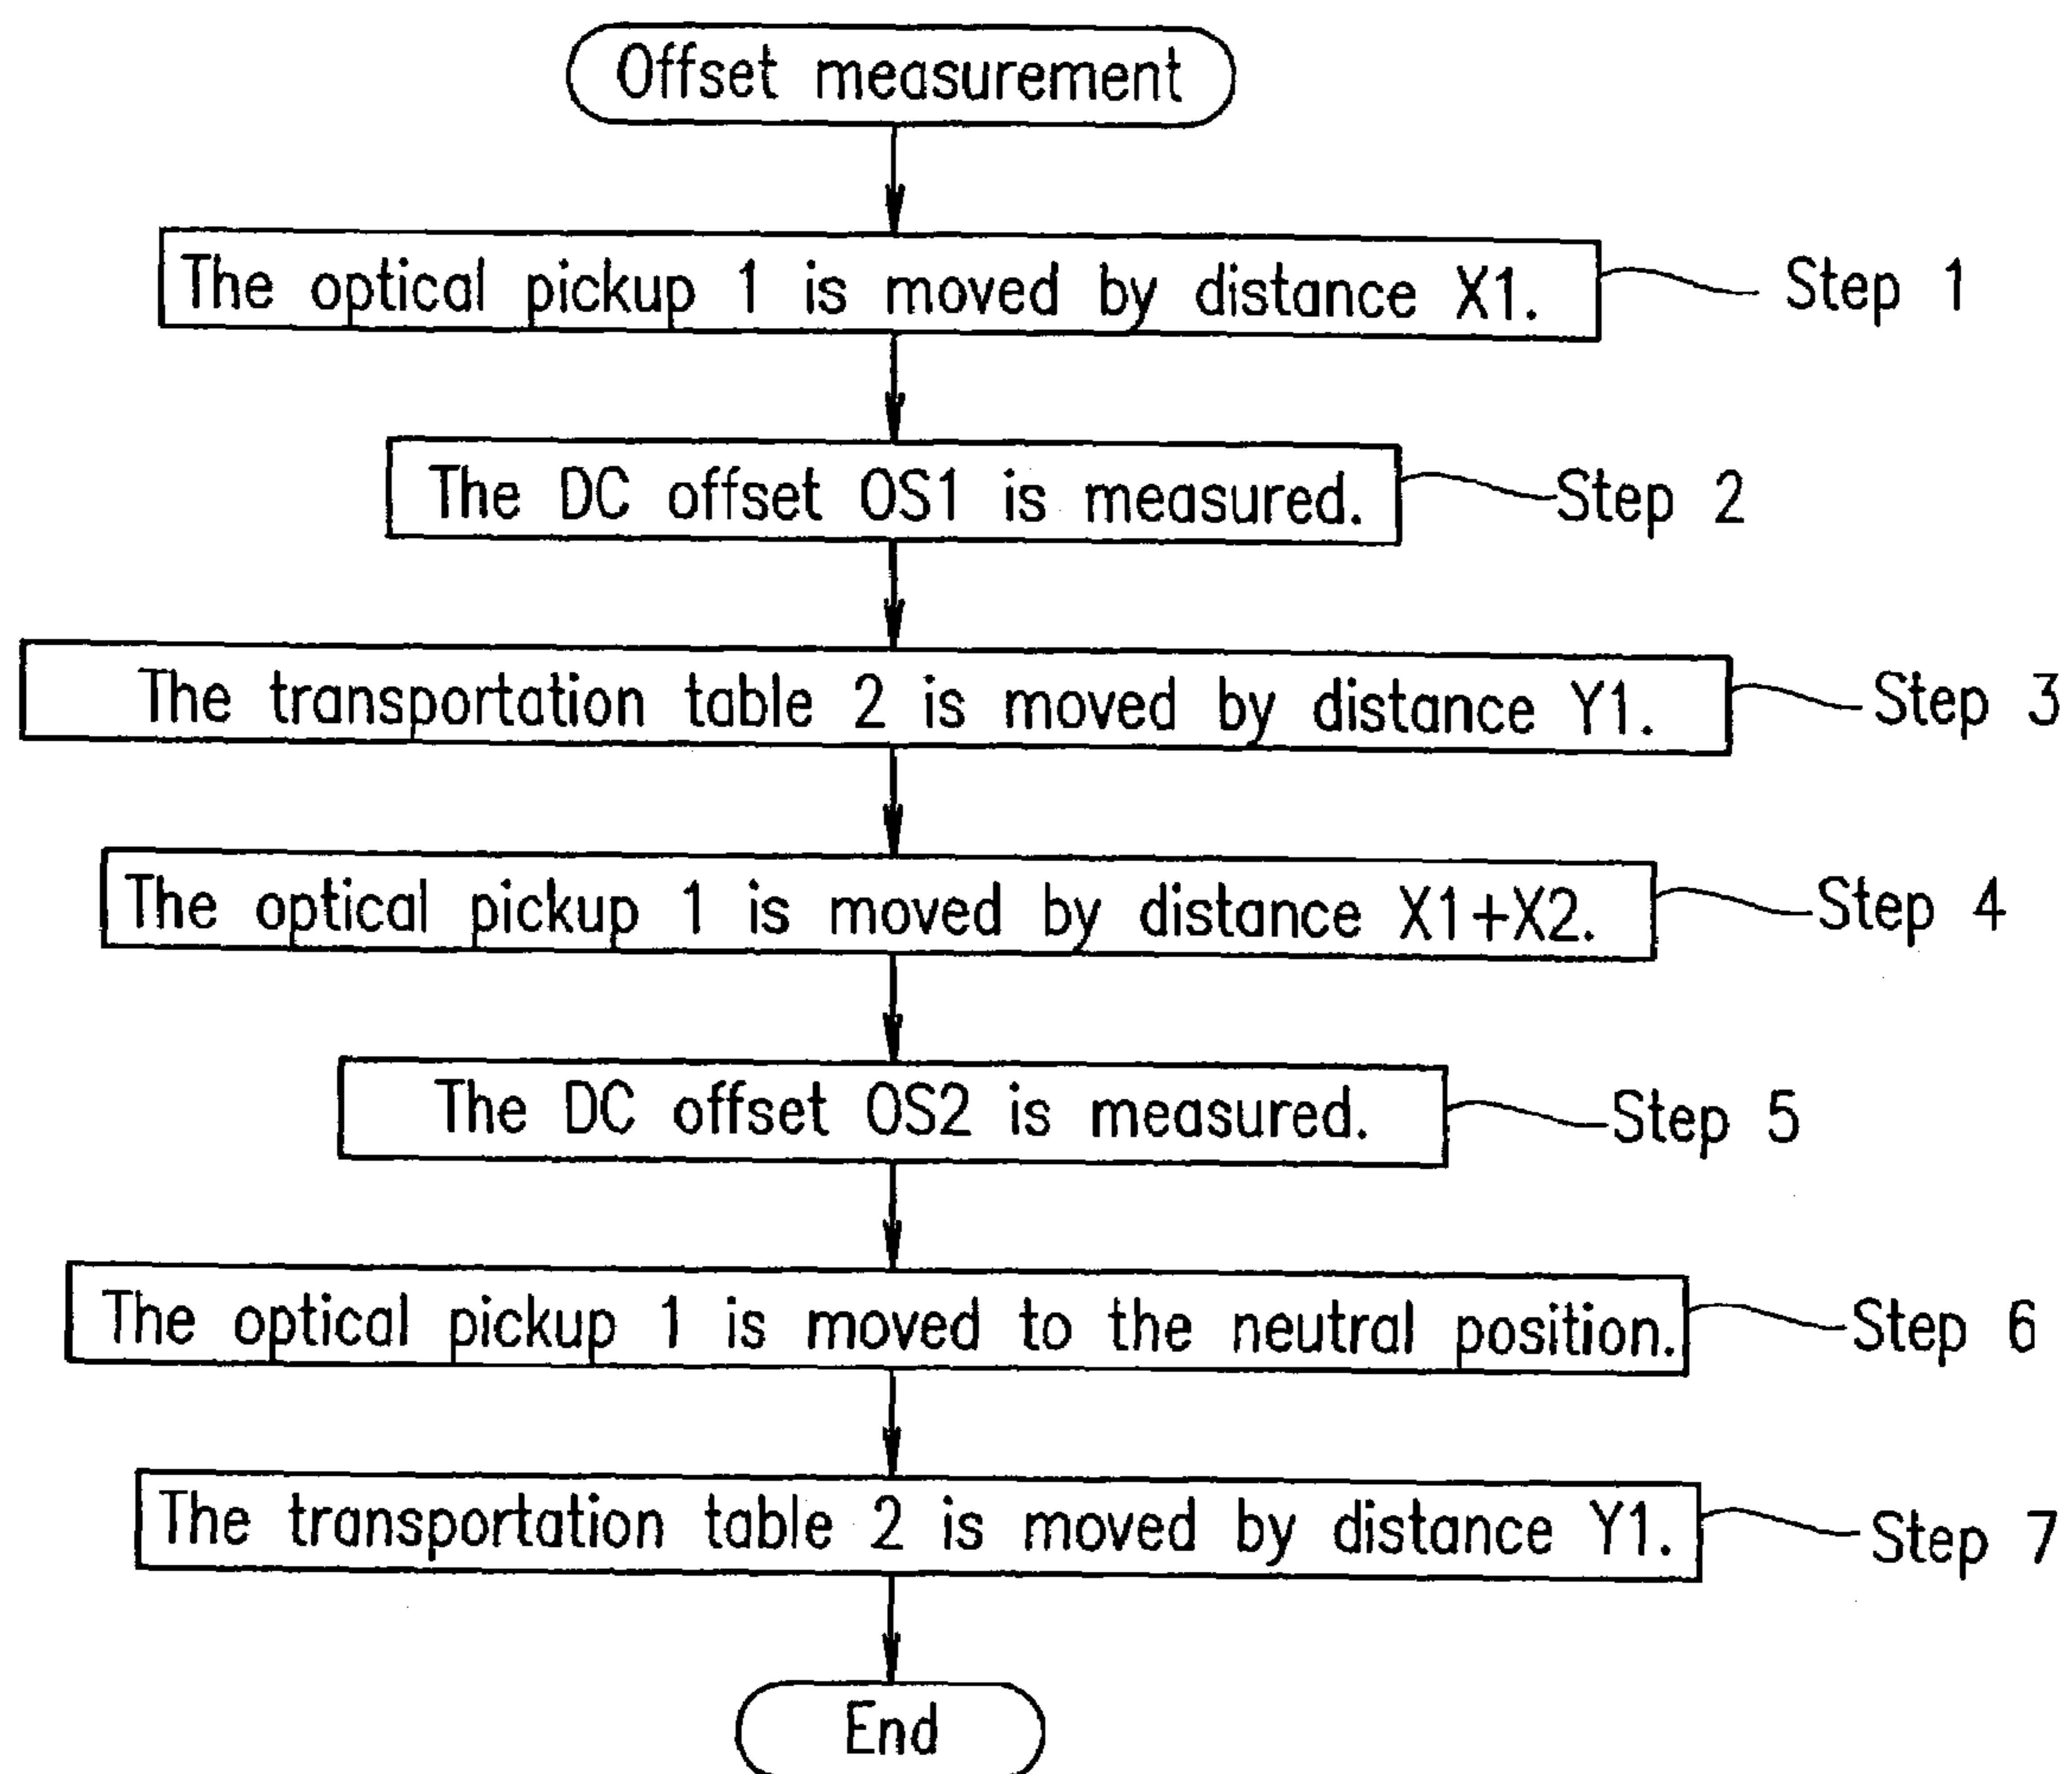 Offset measurement
The optical pickup 1 is moved by distance X1.
Step 1
The DC offset OS1 is measured.
Step 2
The transportation table 2 is moved by distance Y1.
Step 3
The optical pickup 1 is moved by distance X1+X2.
Step 4
The DC offset OS2 is measured.
Step 5
The optical pickup 1 is moved to the neutral position.
Step 6
The transportation table 2 is moved by distance Y1.
Step 7
End